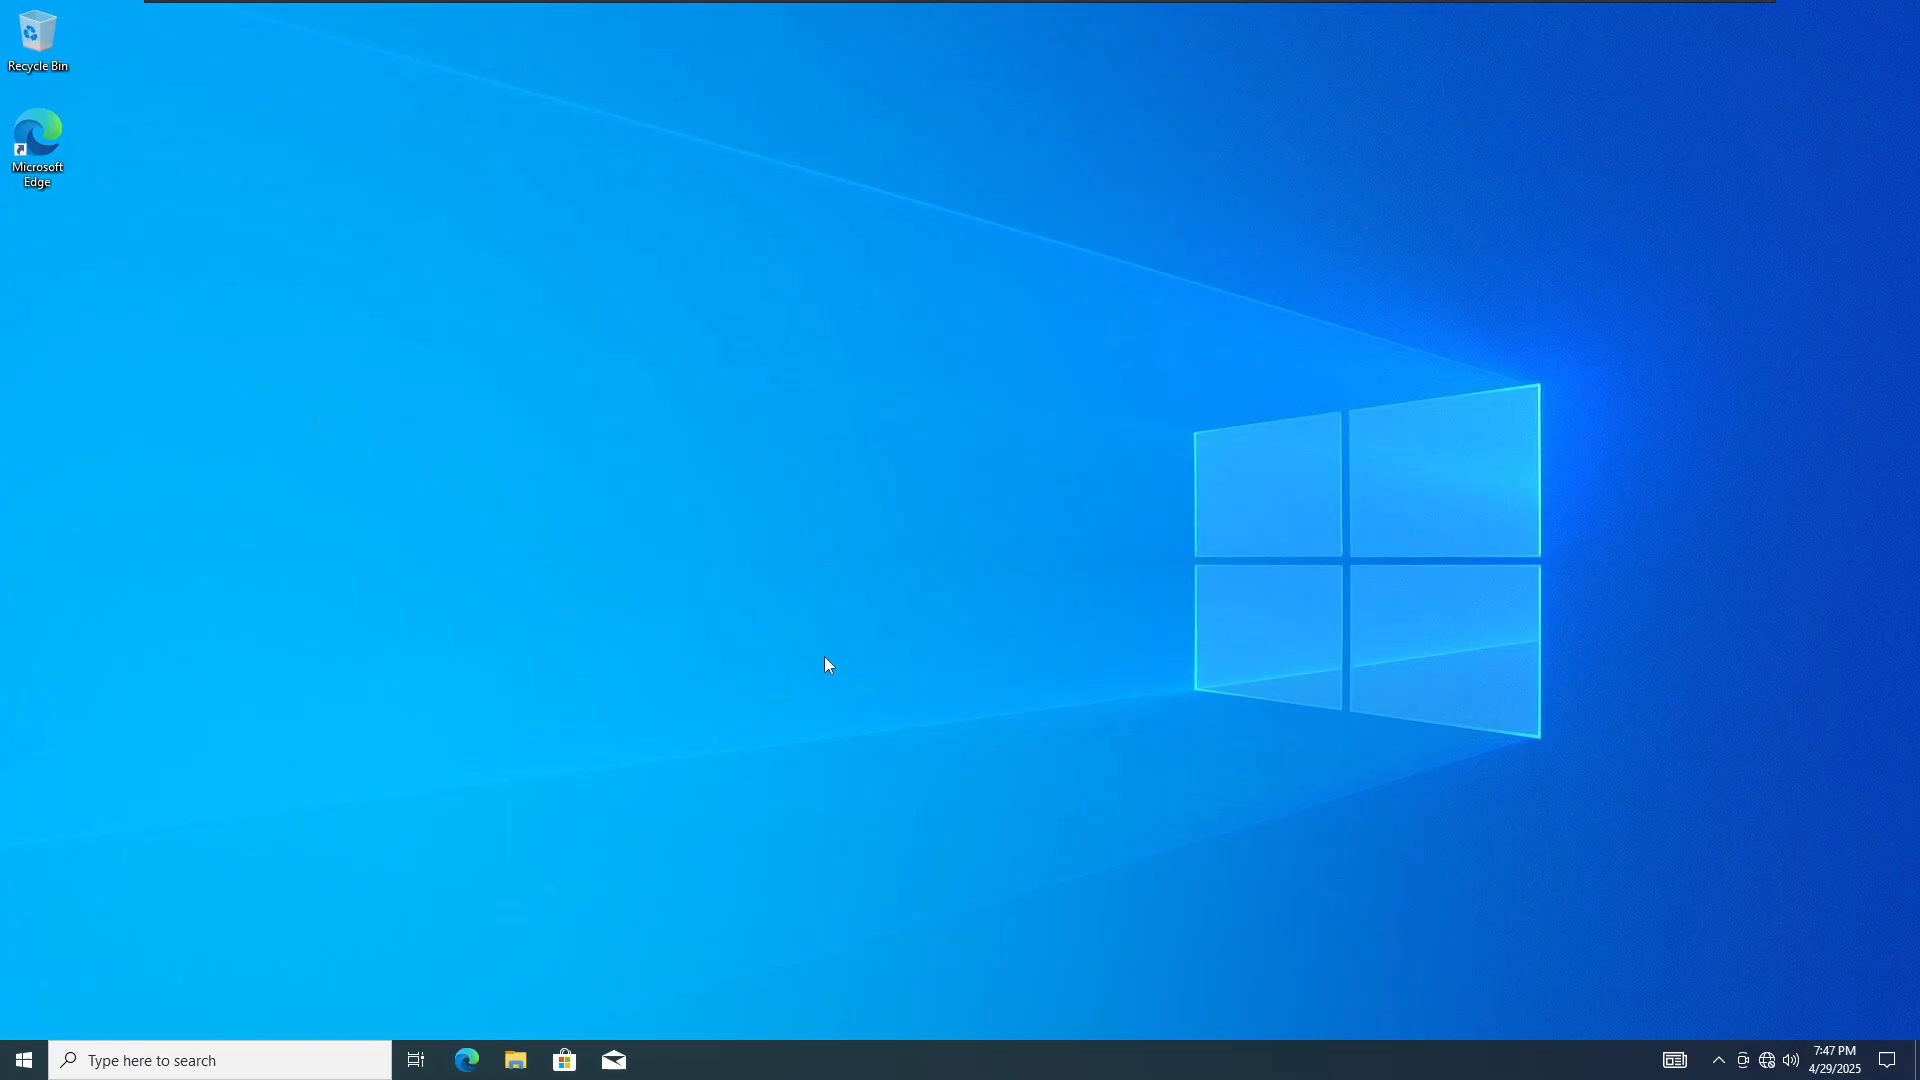 Recycle Bin
Microsoft
Edge
Type here to search
7:47 PM
4/29/2025